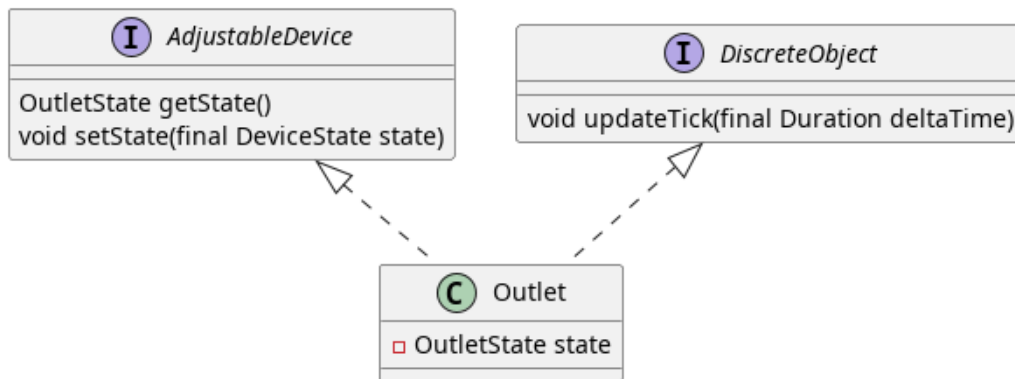 I AdjustableDevice
OutletState getState()
void setState(final DeviceState state)
I DiscreteObject
void updateTick(final Duration deltaTime)
C Outlet
OutletState state